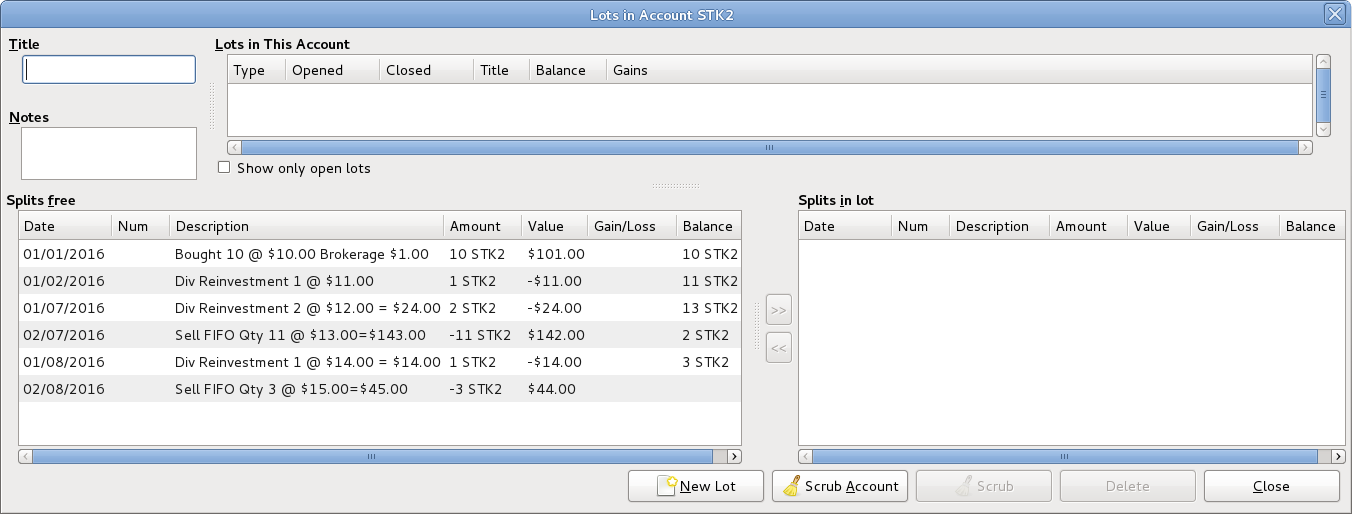 Lots in Account STK2
Title
Lots in This Account
Type Opened Closed Title Balance Gains
Notes
Show only open lots
Splits free
Date Num Description Amount Value Gain/Loss Balance
01/01/2016 Bought 10 @ $10.00 Brokerage $1.00 10 STK2 $101.00 10 STK2
01/02/2016 Div Reinvestment 1 @ $11.00 1 STK2 -$11.00 11 STK2
01/07/2016 Div Reinvestment 2 @ $12.00 = $24.00 2 STK2 -$24.00 13 STK2
02/07/2016 Sell FIFO Qty 11 @ $13.00=$143.00 -11 STK2 $142.00 2 STK2
01/08/2016 Div Reinvestment 1 @ $14.00 = $14.00 1 STK2 -$14.00 3 STK2
02/08/2016 Sell FIFO Qty 3 @ $15.00=$45.00 -3 STK2 $44.00
>>
<<
Splits in lot
Date Num Description Amount Value Gain/Loss Balance
New Lot Scrub Account Scrub Delete Close